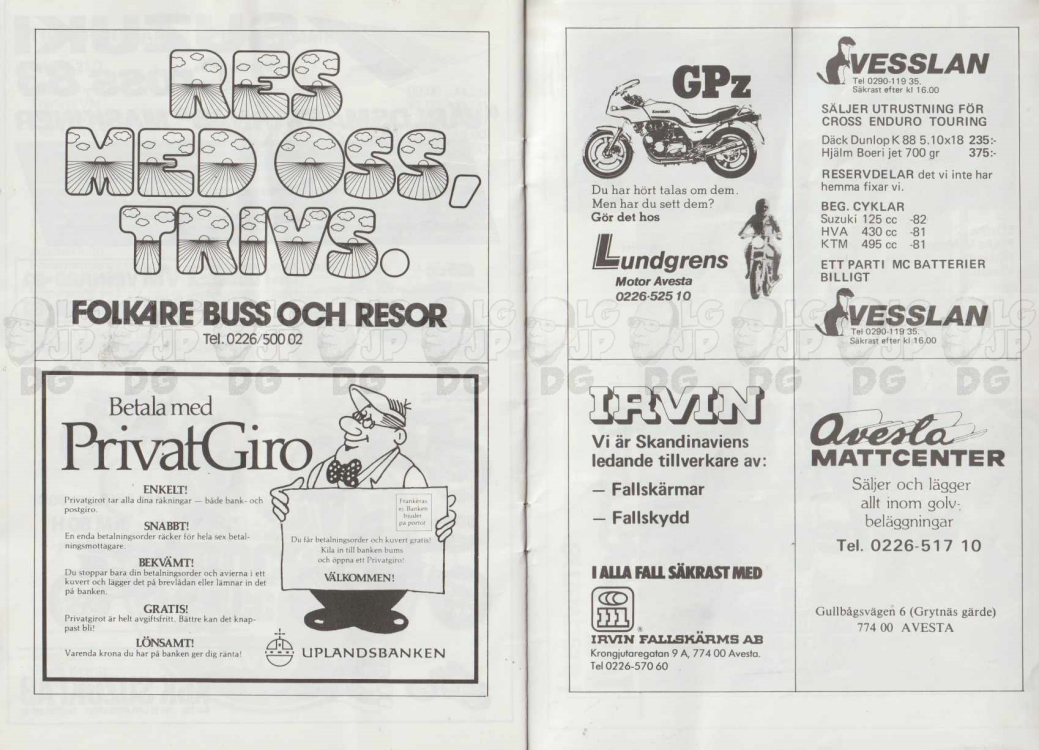 RES
MED OSS,
TRIVS.
FOLKARE BUSS OCH RESOR
Tel. 0226/500 02
Betala med
PrivatGiro
ENKELT!
Privatgirot tar alla dina räkningar — både bank- och
postgiro.
SNABBT!
En enda betalningsorder räcker för hela sex betal-
ningsmottagare.
BEKVÄMT!
Du stoppar bara din betalningsorder och avierna i ett
kuvert och lägger det på brevlådan eller lämnar in det
på banken.
GRATIS!
Privatgirot är helt avgiftsfritt. Bättre kan det knap-
past bli!
LÖNSAMT!
Varenda krona du har på banken ger dig ränta!
Frankeras
ej. Banken
bjuder
på portot
Du får betalningsorder och kuvert gratis!
Kila in till banken bums
och öppna ett Privatgiro!
VÄLKOMMEN!
UPLANDSBANKEN
GPz
Du har hört talas om dem.
Men har du sett dem?
Gör det hos
Lundgrens
Motor Avesta
0226-525 10
VESSLAN
Tel 0290-119 35.
Säkrast efter kl 16.00
SÄLJER UTRUSTNING FÖR
CROSS ENDURO TOURING
Däck Dunlop K 88 5.10x18 235:-
Hjälm Boeri jet 700 gr 375:-
RESERVDELAR det vi inte har
hemma fixar vi.
BEG. CYKLAR
Suzuki 125 cc -82
HVA 430 cc -81
KTM 495 cc -81
ETT PARTI MC BATTERIER
BILLIGT
VESSLAN
Tel 0290-119 35.
Säkrast efter kl 16.00
IRVIN
Vi är Skandinaviens
ledande tillverkare av:
— Fallskärmar
— Fallskydd
I ALLA FALL SÄKRAST MED
IRVIN FALLSKÄRMS AB
Krongjutaregatan 9 A, 774 00 Avesta.
Tel 0226-570 60
Avesta
MATTCENTER
Säljer och lägger
allt inom golv-
beläggningar
Tel. 0226-517 10
Gullbågsvägen 6 (Grytnäs gärde)
774 00 AVESTA